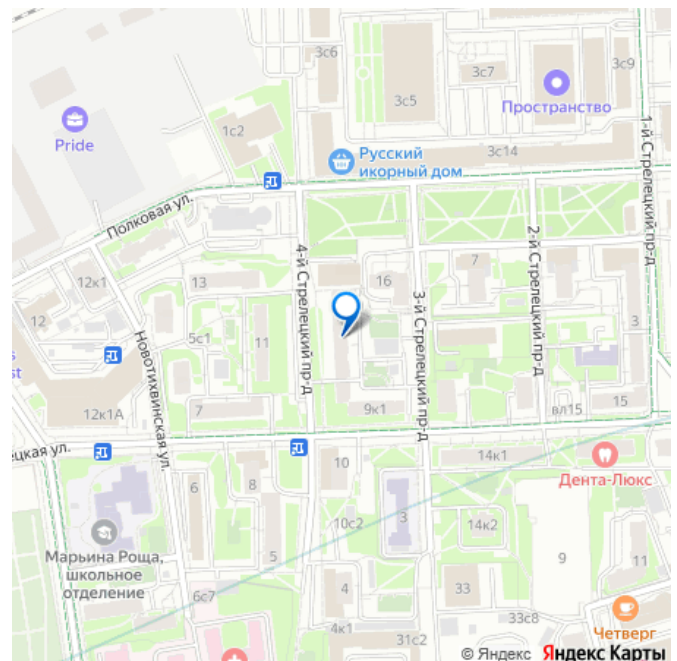 3с6
3с9
3с7
3с5
Пространство
1-й Стрелецкий пр-д
Pride
1с2
3с14
Русский
икорный дом
Полковая ул.
4-й Стрелецкий пр-д
2-й Стрелецкий пр-д
7
16
12к1
13
3-й Стрелецкий пр-д
12
3
5с1
11
Новотихвинская ул.
s
st
12к1А
7
9к1
вл15
15
цкая ул.
10
14к1
Дента-Люкс
6
8
10с2
3
14к2
Марьина Роща,
школьное
отделение
5
9
11
4
33
6с7
33с8
4к1
31с2
Четверг
© Яндекс Яндекс Карты